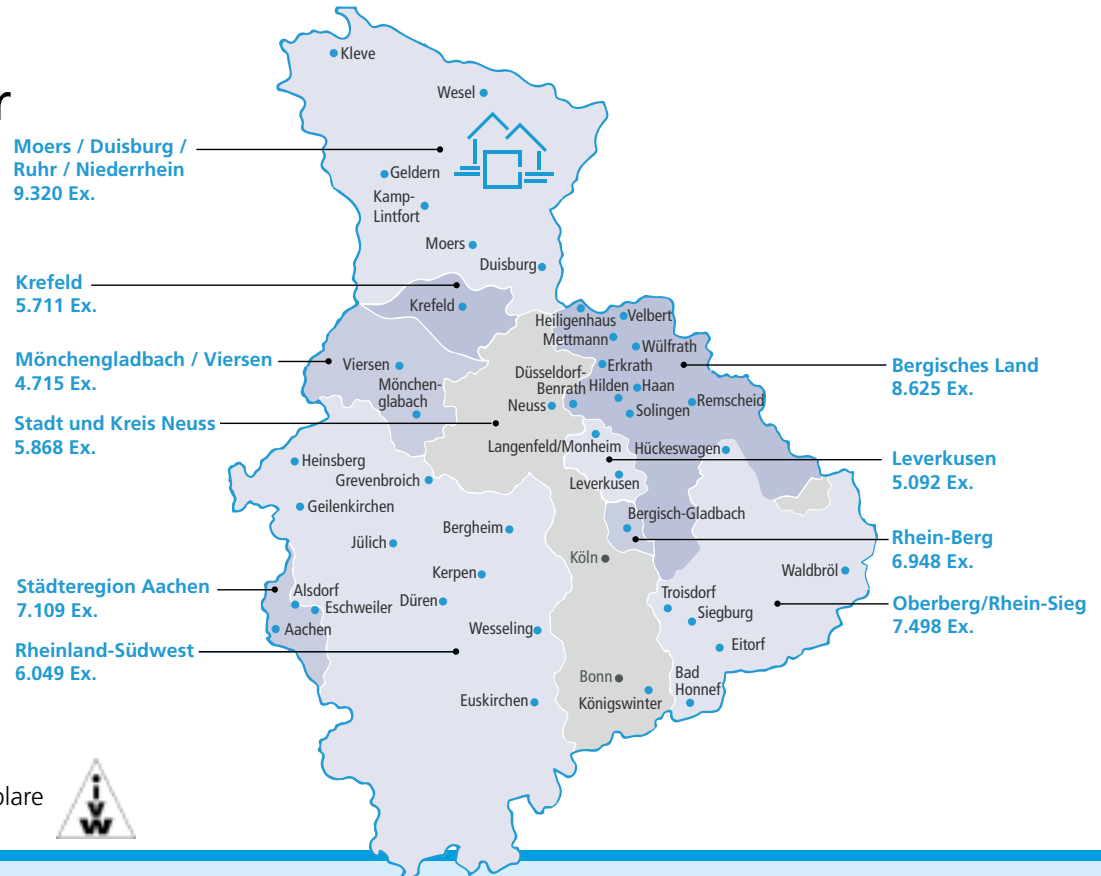 r
Kleve
Wesel
Moers / Duisburg /
Ruhr / Niederrhein
9.320 Ex.
Geldern
Kamp-
Lintfort
Moers
Duisburg
Krefeld
5.711 Ex.
Krefeld
Heiligenhaus
Velbert
Mettmann
Wülfrath
Mönchengladbach / Viersen
4.715 Ex.
Viersen
Mönchen-
glabach
Düsseldorf-
Benrath
Erkrath
Hilden
Haan
Bergisches Land
8.625 Ex.
Neuss
Solingen
Remscheid
Stadt und Kreis Neuss
5.868 Ex.
Langenfeld/Monheim
Hückeswagen
Leverkusen
5.092 Ex.
Heinsberg
Grevenbroich
Leverkusen
Geilenkirchen
Bergisch-Gladbach
Jülich
Bergheim
Rhein-Berg
6.948 Ex.
Köln
Waldbröl
Städteregion Aachen
7.109 Ex.
Alsdorf
Eschweiler
Aachen
Kerpen
Düren
Troisdorf
Siegburg
Oberberg/Rhein-Sieg
7.498 Ex.
Wesseling
Eitorf
Rheinland-Südwest
6.049 Ex.
Bonn
Bad
Honnef
Euskirchen
Königswinter
plare
ivw